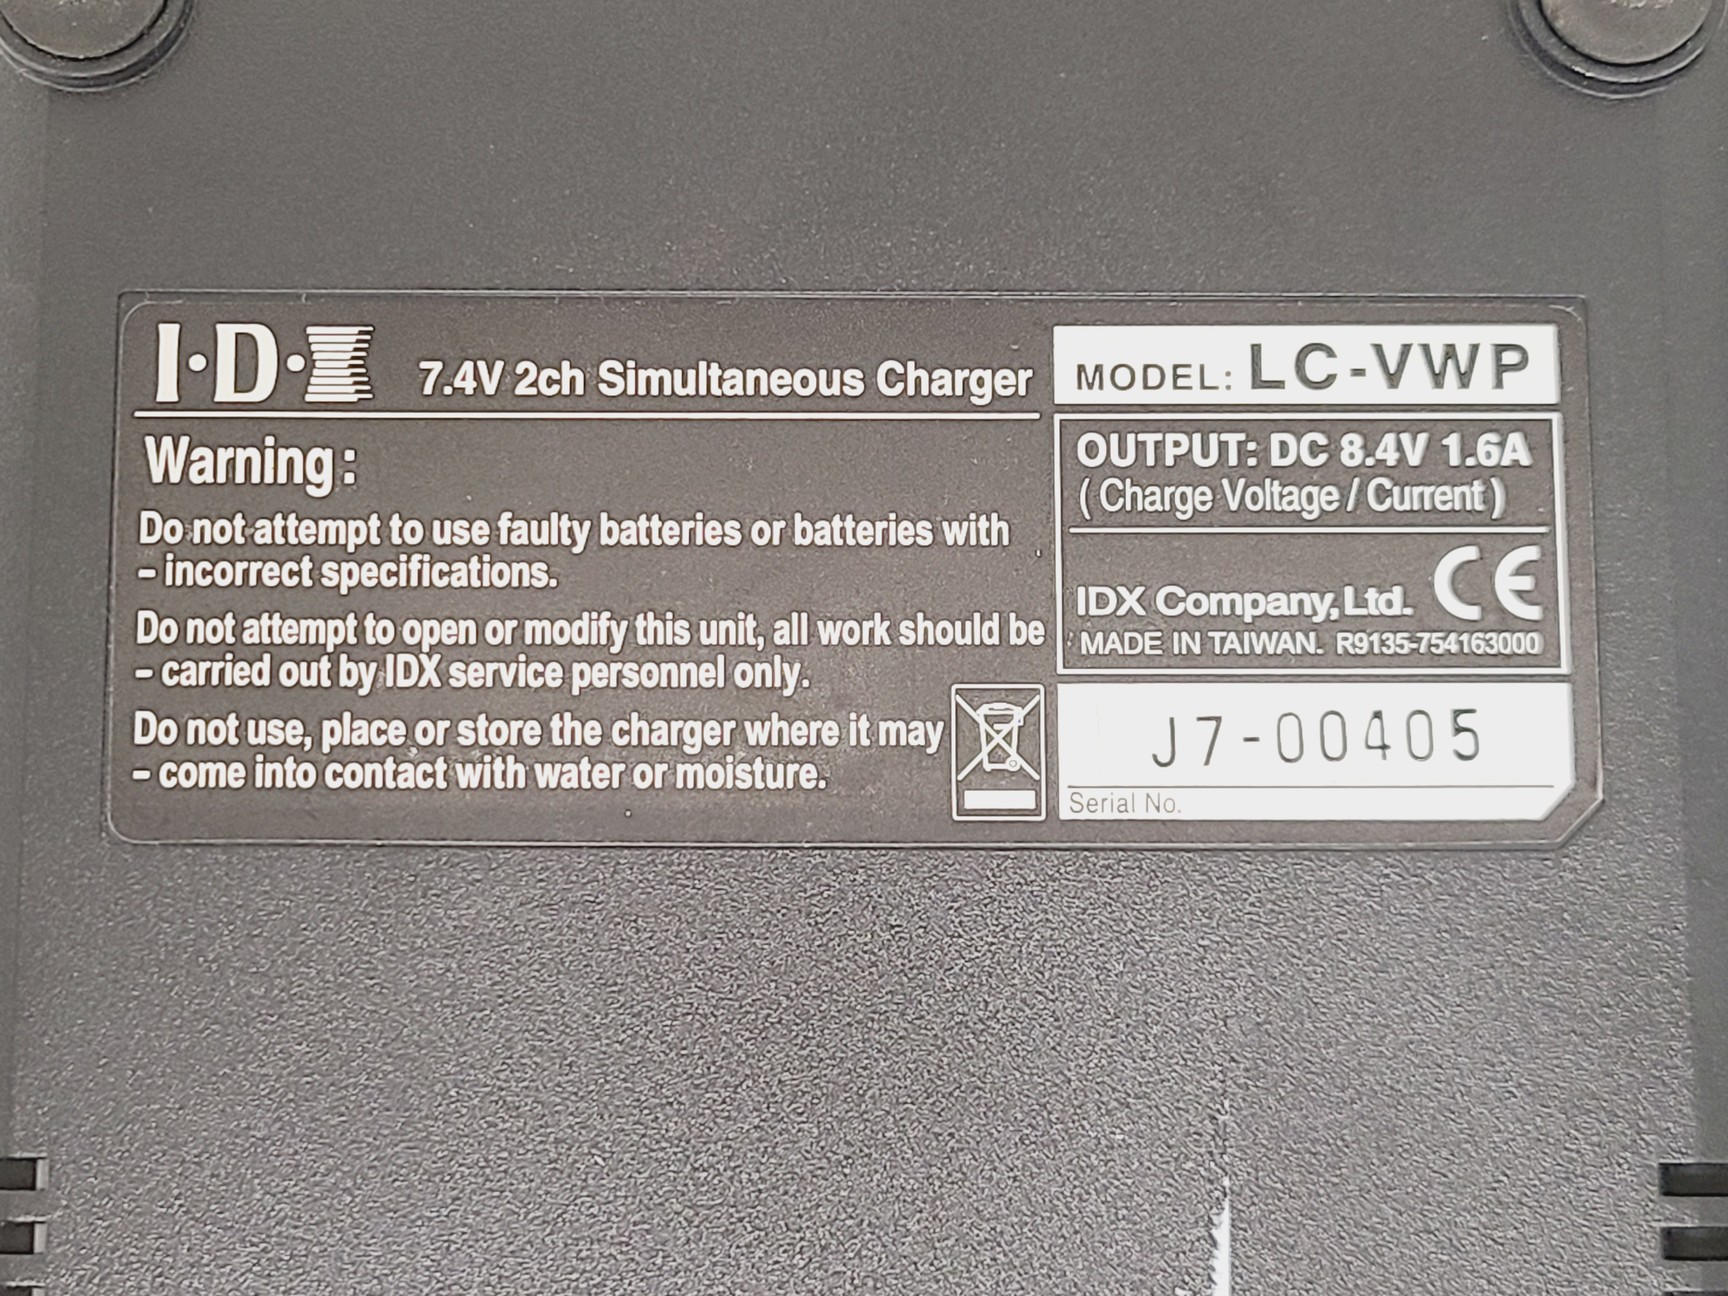 I·D·X 7.4V 2ch Simultaneous Charger
Warning:
Do not attempt to use faulty batteries or batteries with
- incorrect specifications.
Do not attempt to open or modify this unit, all work should be
- carried out by IDX service personnel only.
Do not use, place or store the charger where it may
- come into contact with water or moisture.
MODEL: LC-VWP
OUTPUT: DC 8.4V 1.6A
( Charge Voltage / Current )
IDX Company, Ltd. CE
MADE IN TAIWAN. R9135-754163000
J7-00405
Serial No.